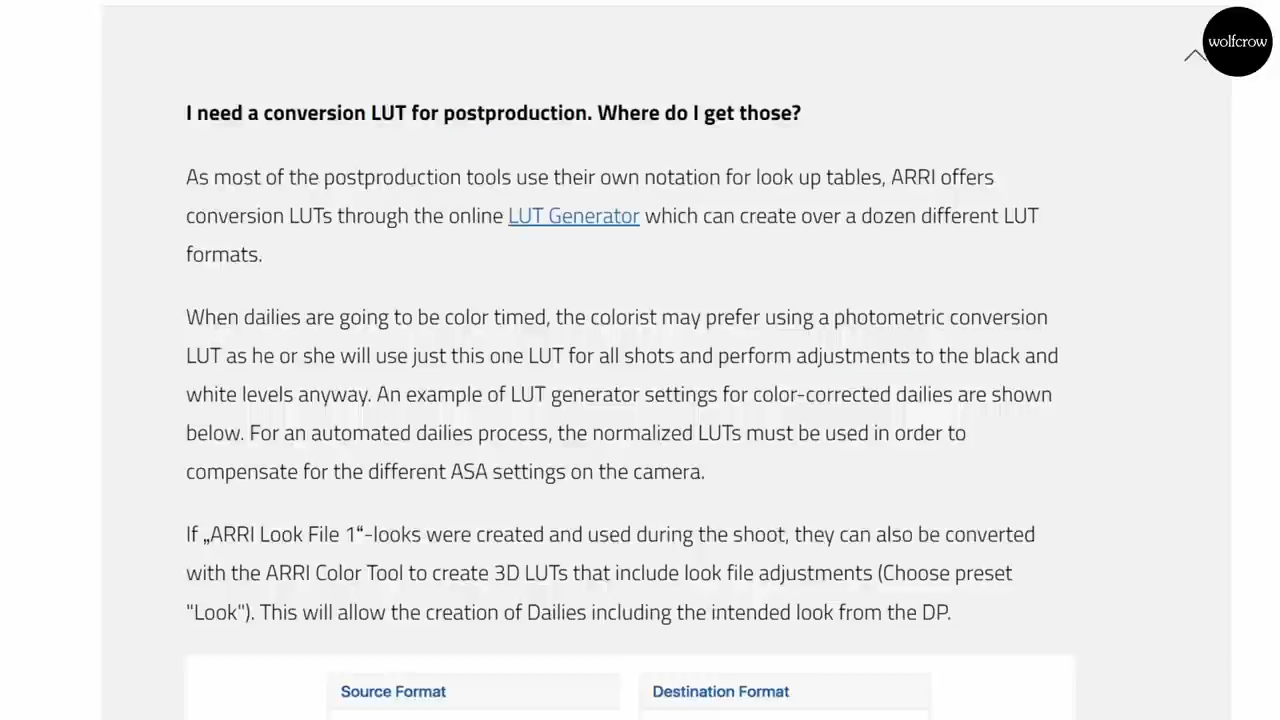 wolfcrow
I need a conversion LUT for postproduction. Where do I get those?
As most of the postproduction tools use their own notation for look up tables, ARRI offers
conversion LUTs through the online LUT Generator which can create over a dozen different LUT
formats.
When dailies are going to be color timed, the colorist may prefer using a photometric conversion
LUT as he or she will use just this one LUT for all shots and perform adjustments to the black and
white levels anyway. An example of LUT generator settings for color-corrected dailies are shown
below. For an automated dailies process, the normalized LUTs must be used in order to
compensate for the different ASA settings on the camera.
If „ARRI Look File 1“-looks were created and used during the shoot, they can also be converted
with the ARRI Color Tool to create 3D LUTs that include look file adjustments (Choose preset
"Look"). This will allow the creation of Dailies including the intended look from the DP.
Source Format
Destination Format